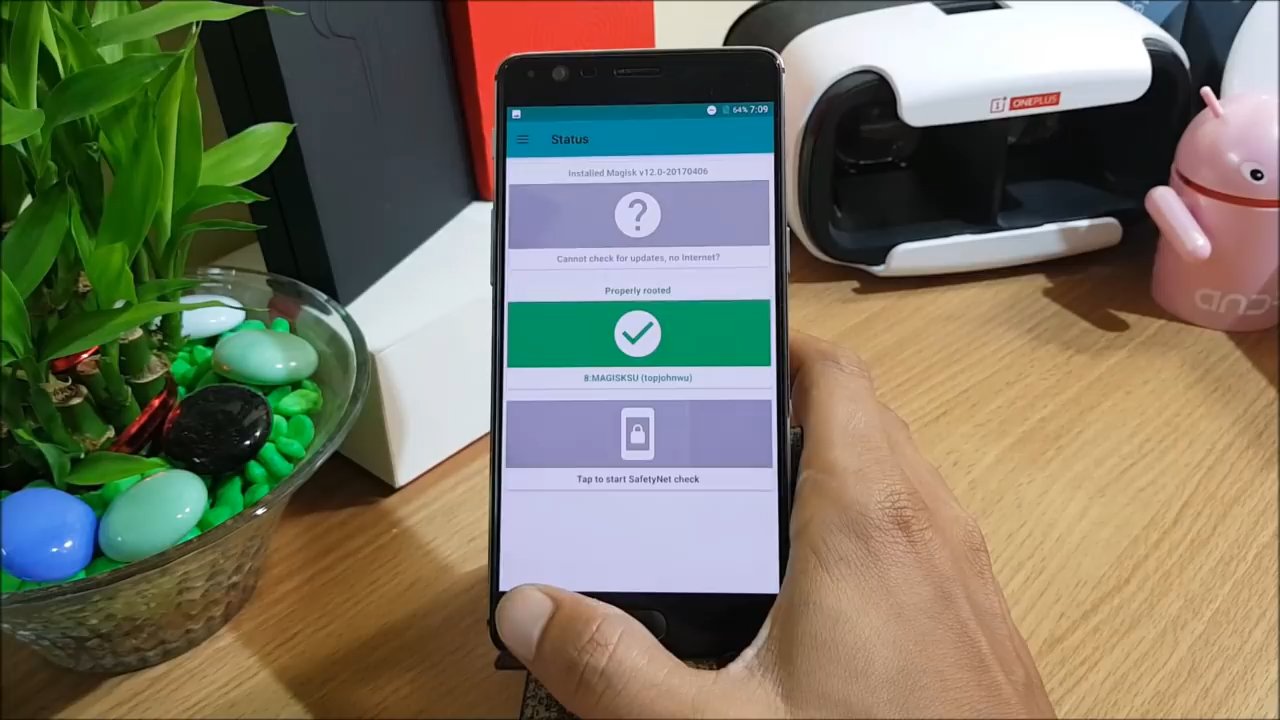 64% 7:09
Status
Installed Magisk v12.0-20170406
Cannot check for updates, no Internet?
Properly rooted
8:MAGISKSU (topjohnwu)
Tap to start SafetyNet check
1+ ONEPLUS